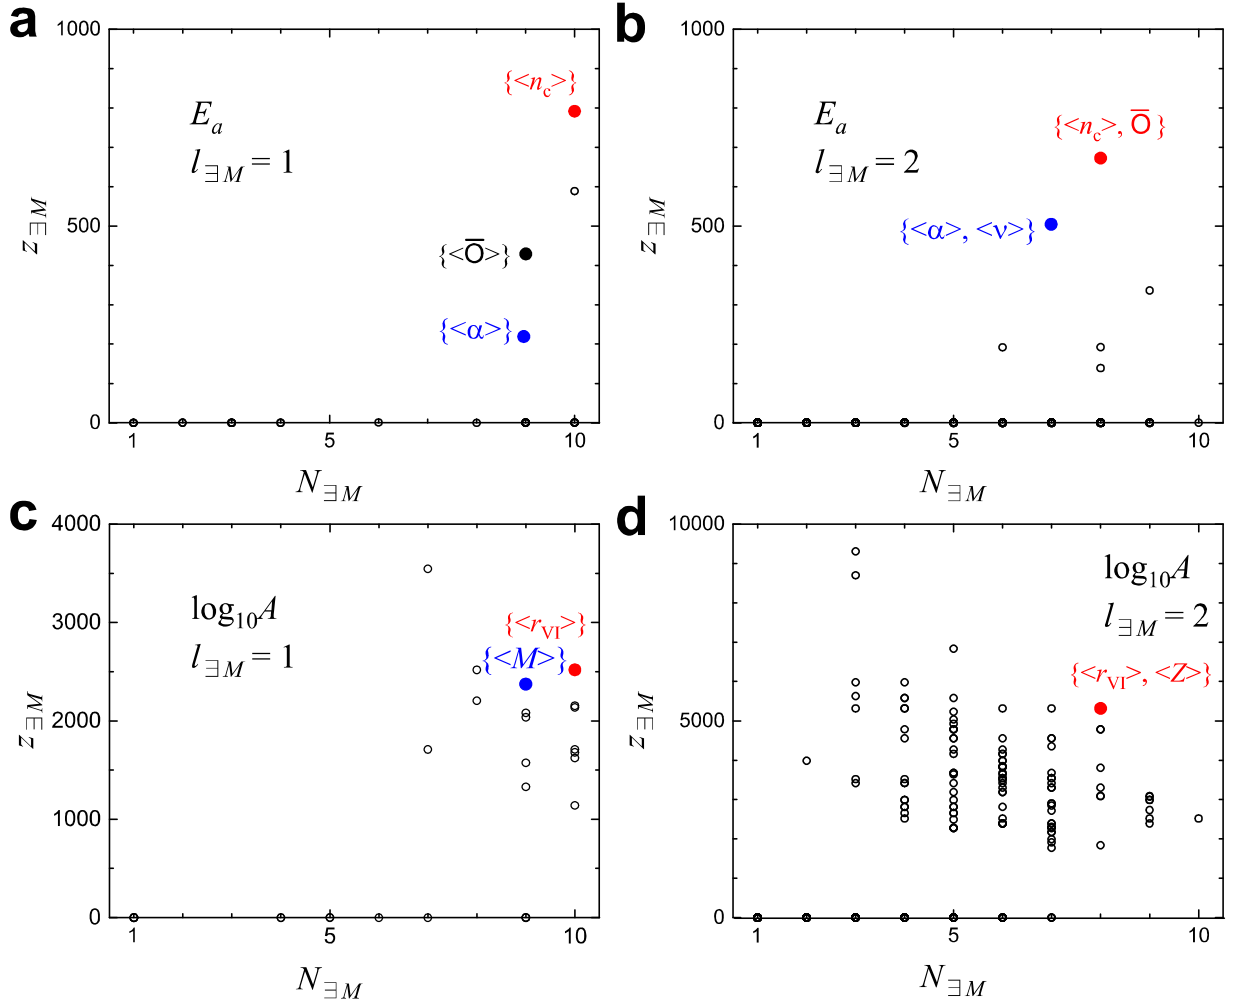 a
1000
500
0
1
5
10
z∃M
N∃M
Ea
l∃M = 1
{<nc>}
{<O̅>}
{<α>}
b
1000
500
0
1
5
10
z∃M
N∃M
Ea
l∃M = 2
{<nc>, O̅}
{<α>, <ν>}
c
4000
3000
2000
1000
0
1
5
10
z∃M
N∃M
log10A
l∃M = 1
{<rVI>}
{<M>}
d
10000
5000
0
1
5
10
z∃M
N∃M
log10A
l∃M = 2
{<rVI>, <Z>}